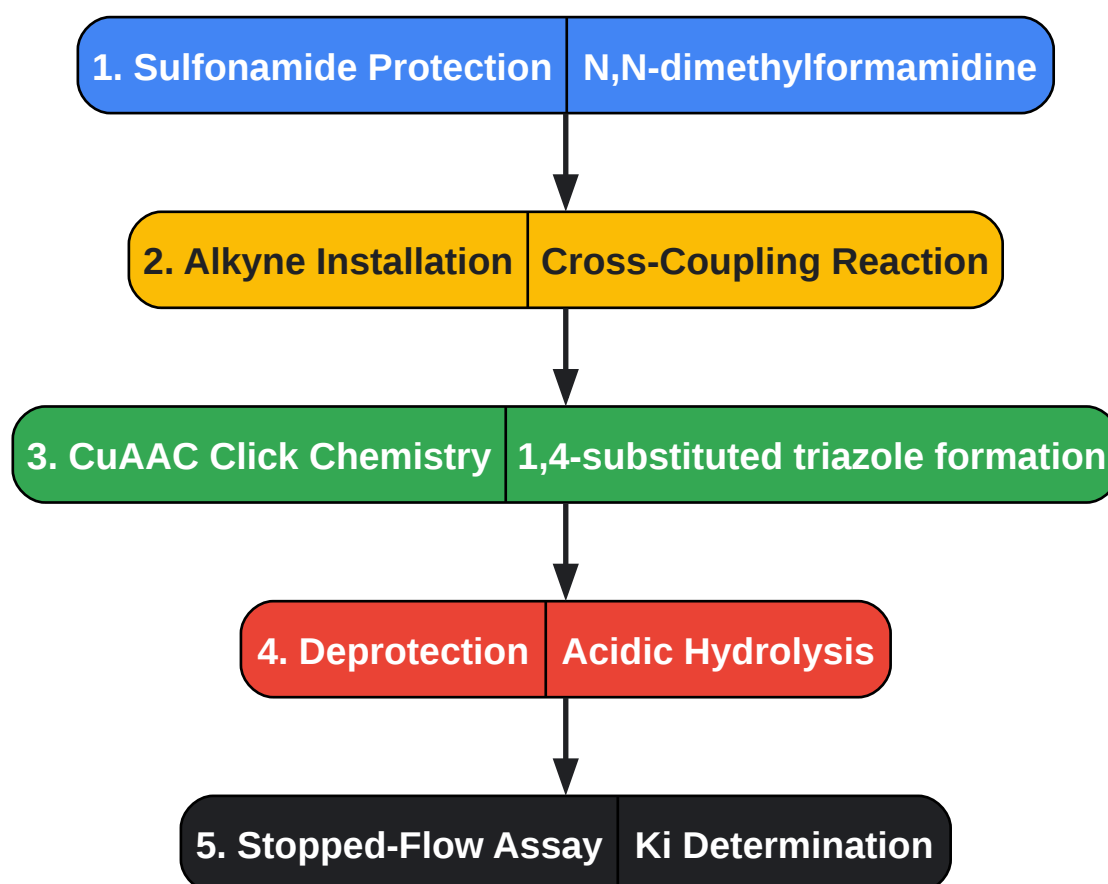 1. Sulfonamide Protection N,N-dimethylformamidine
2. Alkyne Installation Cross-Coupling Reaction
3. CuAAC Click Chemistry 1,4-substituted triazole formation
4. Deprotection Acidic Hydrolysis
5. Stopped-Flow Assay Ki Determination